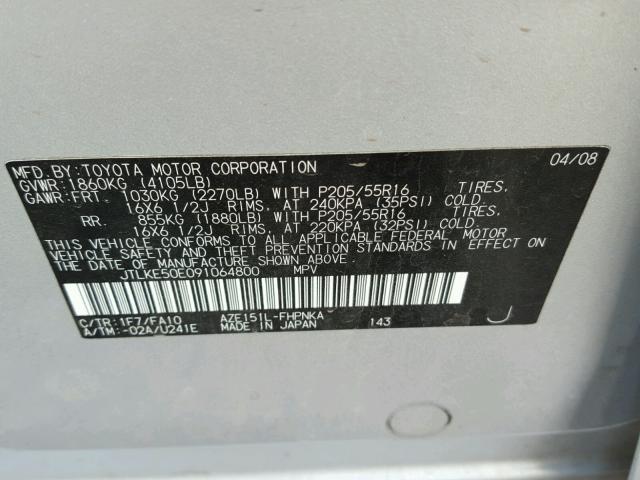 MFD. BY: TOYOTA MOTOR CORPORATION 04/08
GVWR: 1860KG (4105LB)
GAWR: FRT. 1030KG (2270LB) WITH P205/55R16 TIRES,
16X6 1/2J RIMS, AT 240KPA (35PSI) COLD
RR. 855KG (1880LB) WITH P205/55R16 TIRES,
16X6 1/2J RIMS, AT 220KPA (32PSI) COLD
THIS VEHICLE CONFORMS TO ALL APPLICABLE FEDERAL MOTOR
VEHICLE SAFETY AND THEFT PREVENTION STANDARDS IN EFFECT ON
THE DATE OF MANUFACTURE SHOWN ABOVE.
JTLKE50E091064800 MPV
C/TR: 1F7/FA10 AZE151L-FHPNKA 143 J
A/TM: -02A/U241E MADE IN JAPAN